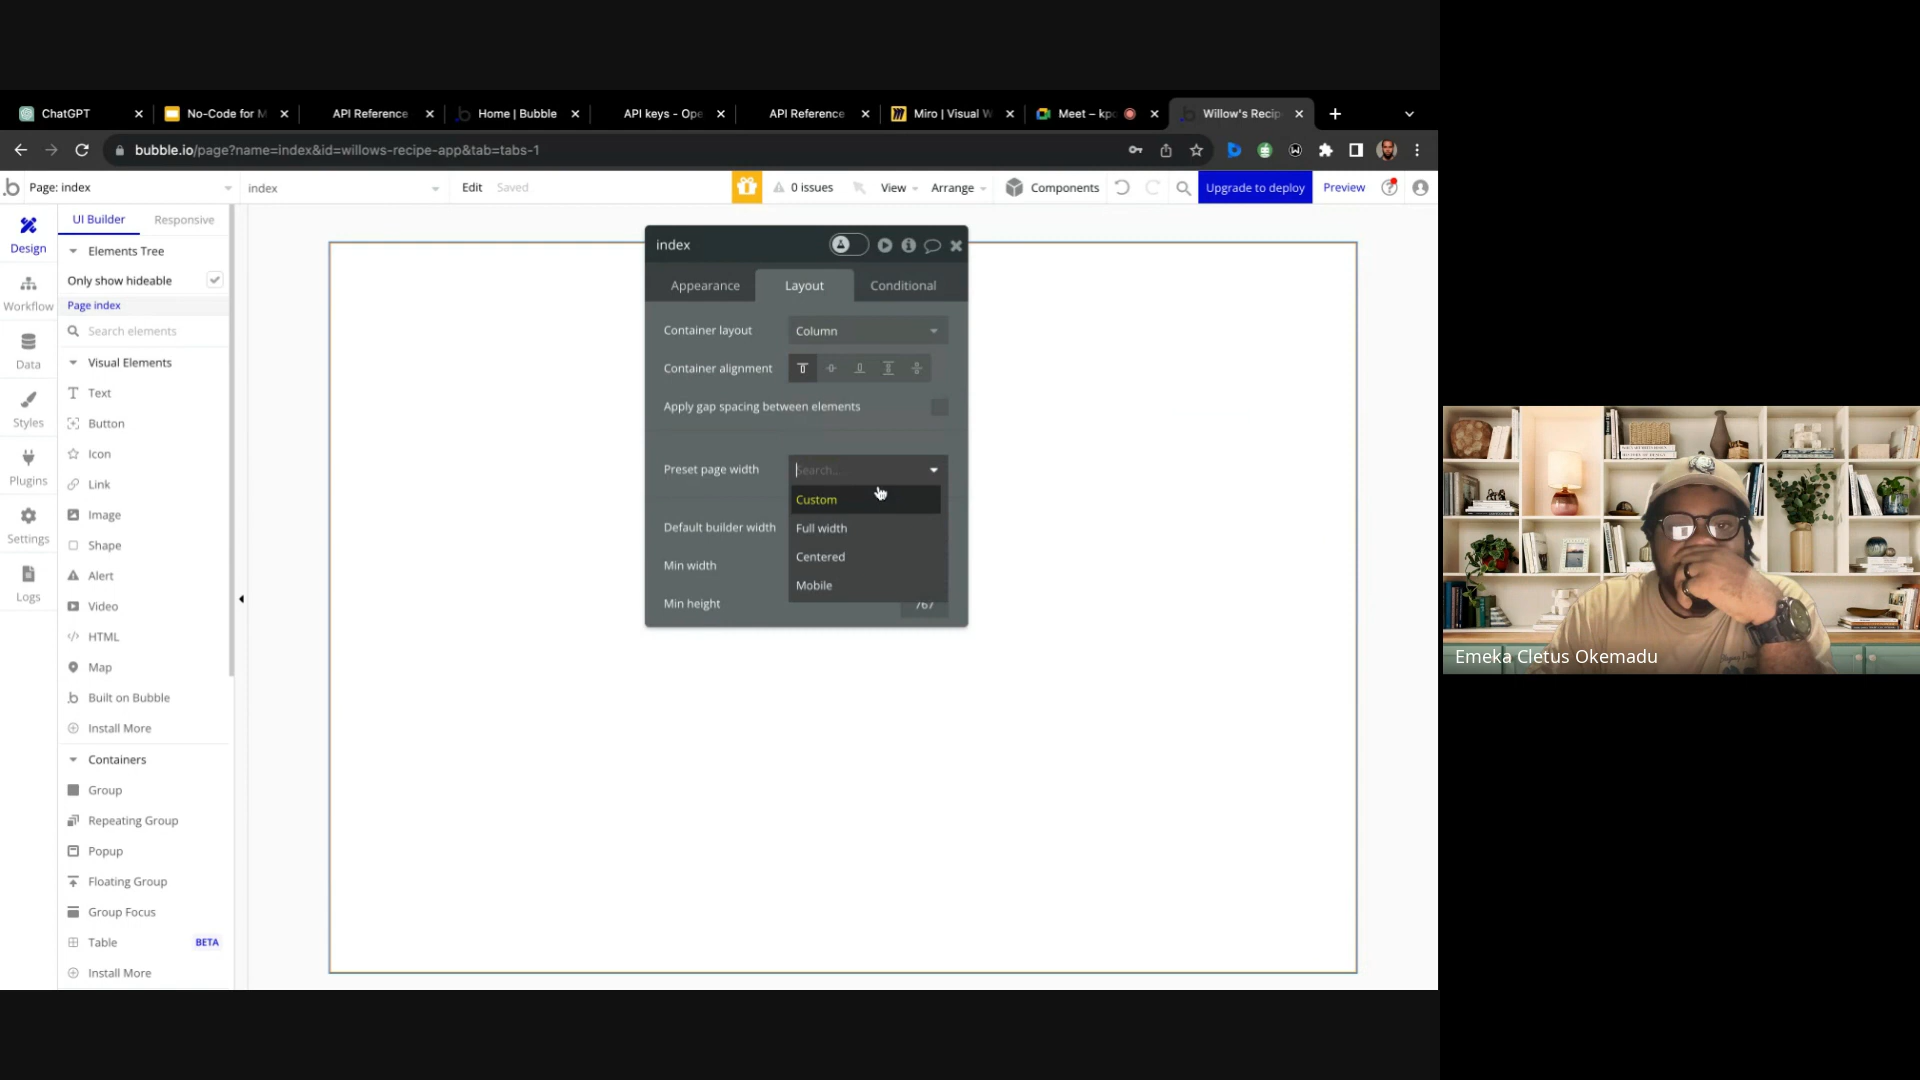 ChatGPT
No-Code for M
API Reference
Home | Bubble
API keys - Ope
API Reference
Miro | Visual W
Meet – kpo
Willow's Recip
bubble.io/page?name=index&id=willows-recipe-app&tab=tabs-1
Page: index
index
Edit
Saved
0 issues
View
Arrange
Components
Upgrade to deploy
Preview
Design
Workflow
Data
Styles
Plugins
Settings
Logs
UI Builder
Responsive
Elements Tree
Only show hideable
Page index
Search elements
Visual Elements
Text
Button
Icon
Link
Image
Shape
Alert
Video
HTML
Map
Built on Bubble
Install More
Containers
Group
Repeating Group
Popup
Floating Group
Group Focus
Table BETA
Install More
index
Appearance
Layout
Conditional
Container layout
Column
Container alignment
Apply gap spacing between elements
Preset page width
Search...
Custom
Full width
Centered
Mobile
Default builder width
Min width
Min height
767
Emeka Cletus Okemadu